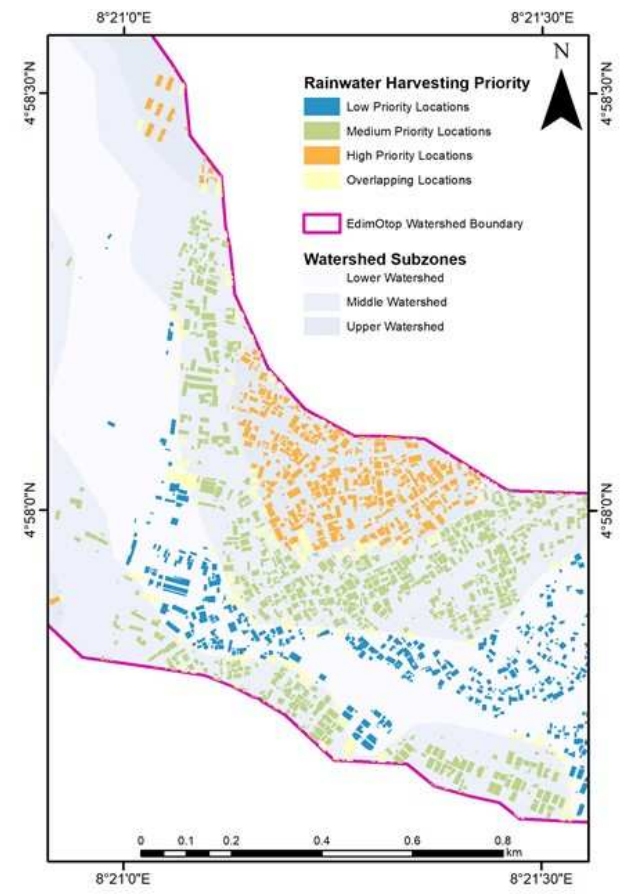 8°21'0"E 8°21'30"E
N
4°58'30"N 4°58'30"N
Rainwater Harvesting Priority
Low Priority Locations
Medium Priority Locations
High Priority Locations
Overlapping Locations
EdimOtop Watershed Boundary
Watershed Subzones
Lower Watershed
Middle Watershed
Upper Watershed
4°58'0"N 4°58'0"N
0 0.1 0.2 0.4 0.6 0.8
km
8°21'0"E 8°21'30"E